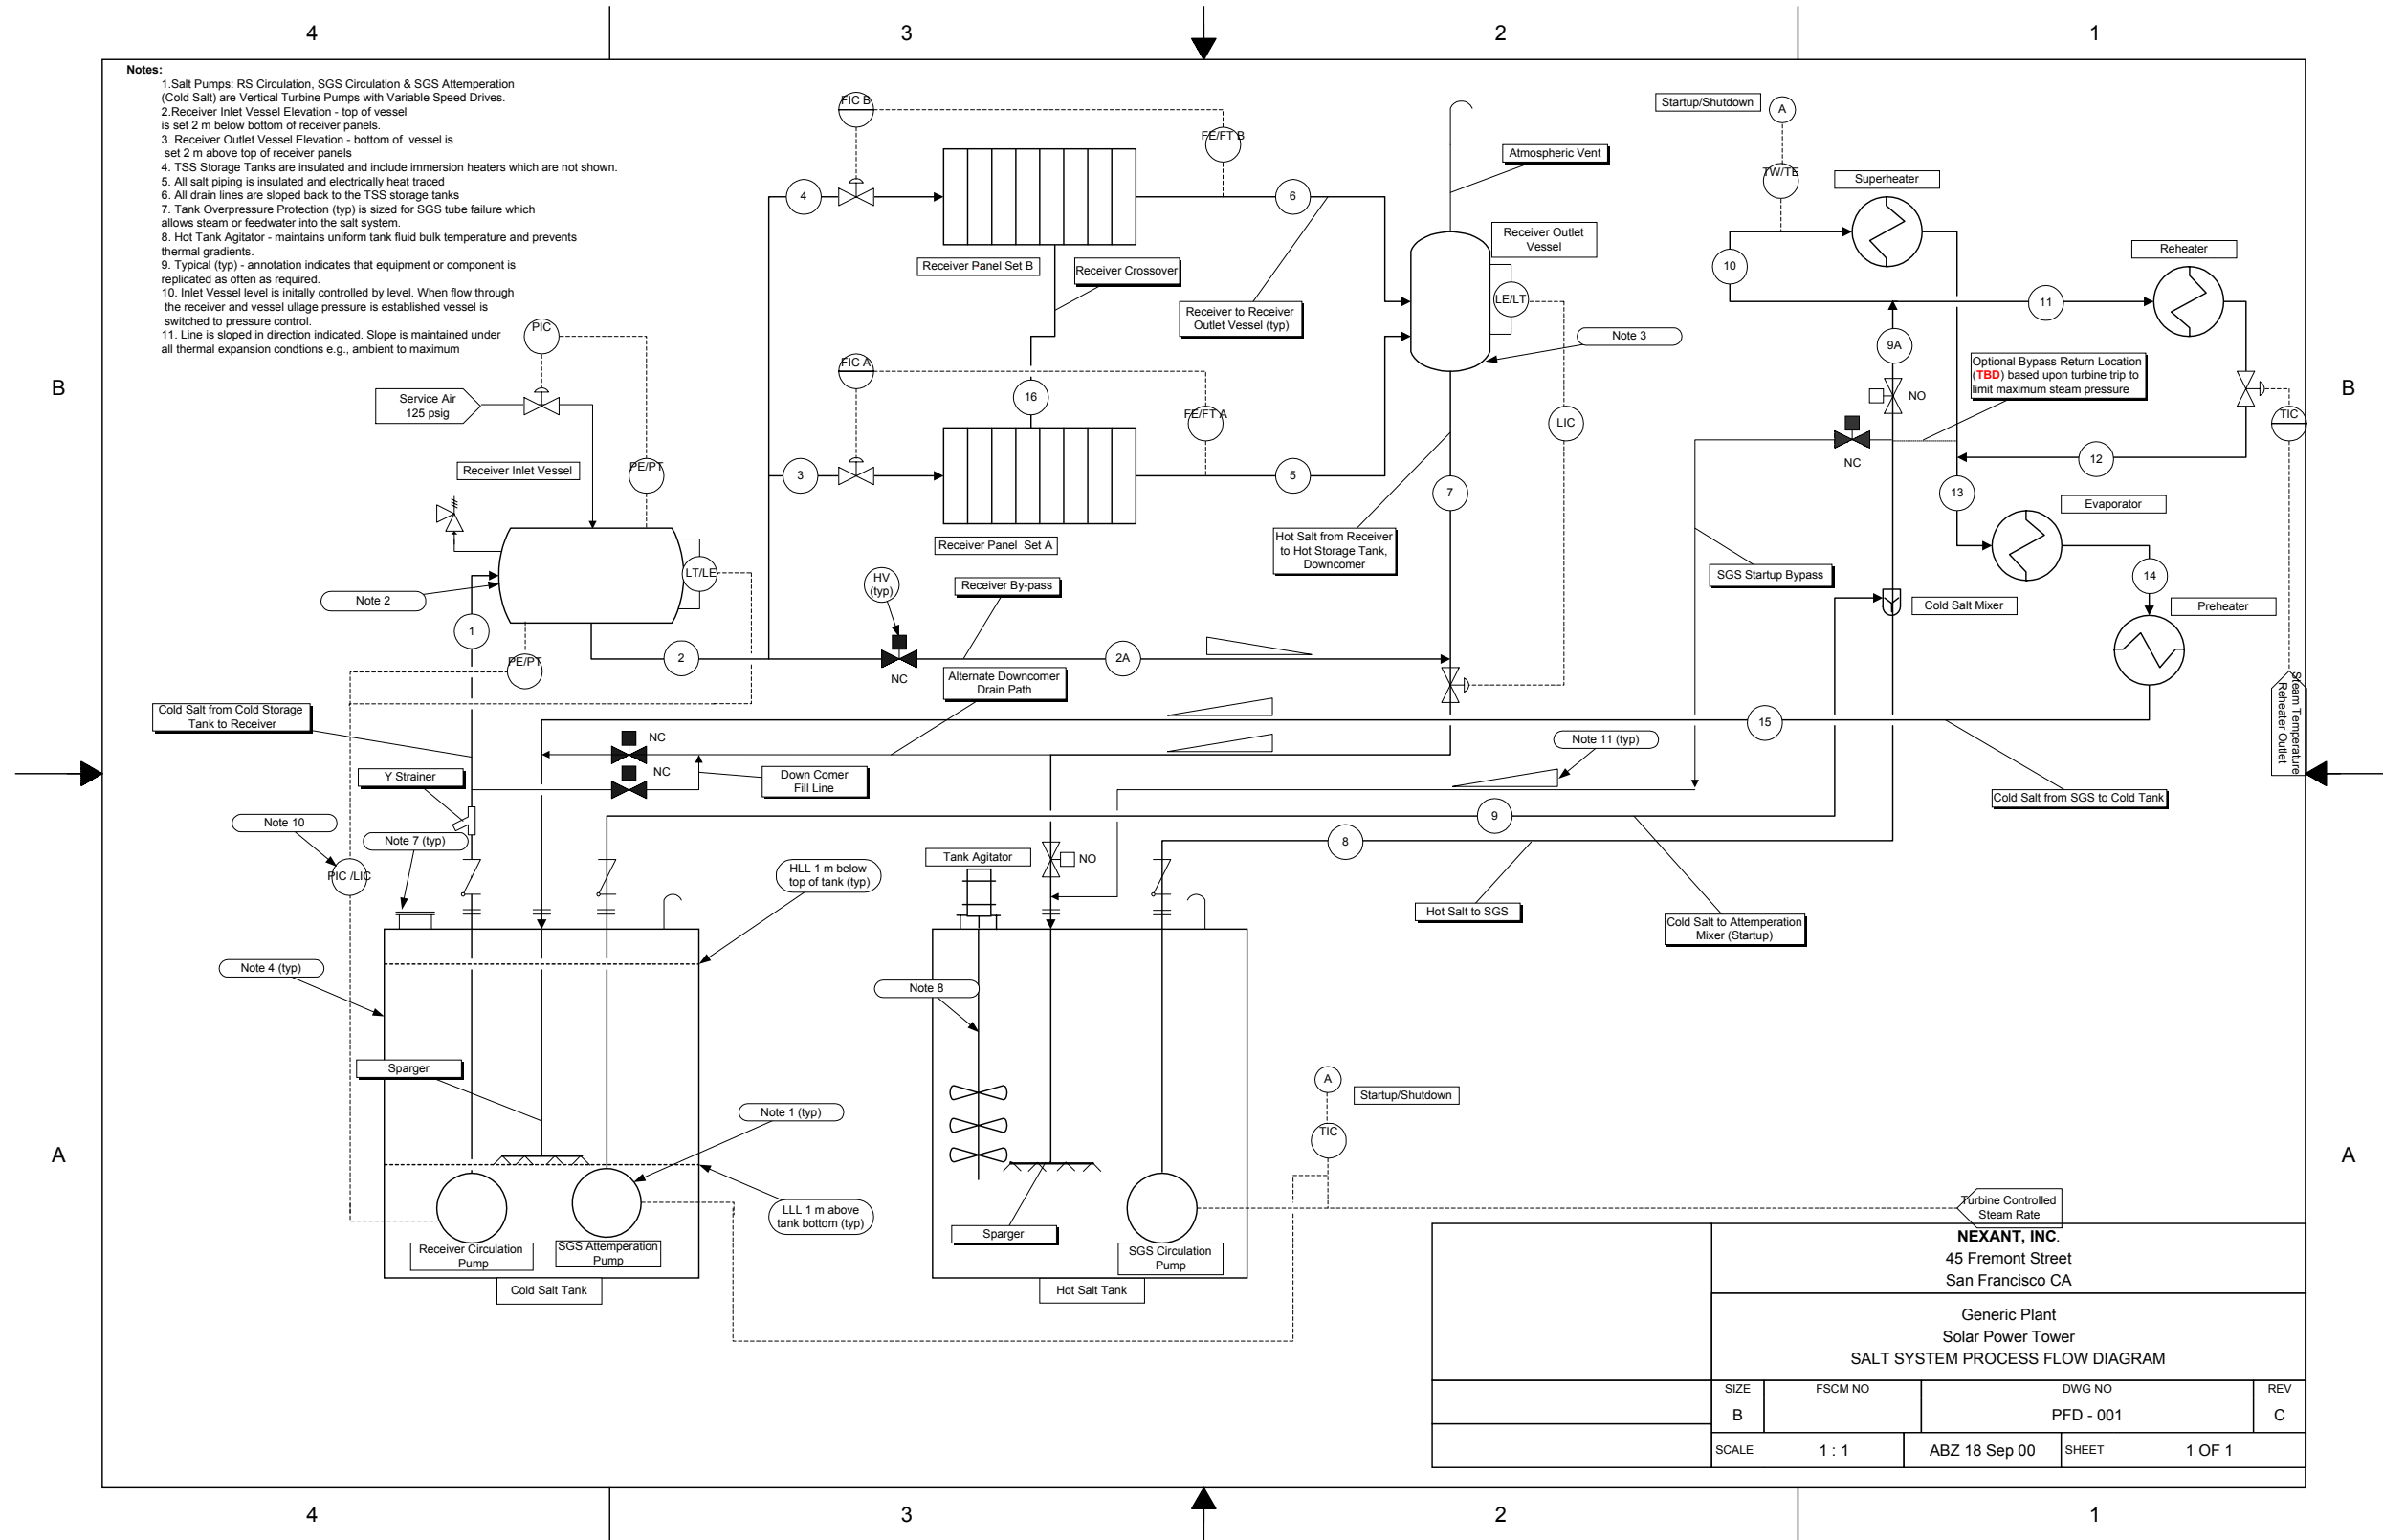 4
3
2
1
Notes:
1.Salt Pumps: RS Circulation, SGS Circulation & SGS Attemperation
(Cold Salt) are Vertical Turbine Pumps with Variable Speed Drives.
2.Receiver Inlet Vessel Elevation - top of vessel
is set 2 m below bottom of receiver panels.
3. Receiver Outlet Vessel Elevation - bottom of vessel is
set 2 m above top of receiver panels
4. TSS Storage Tanks are insulated and include immersion heaters which are not shown.
5. All salt piping is insulated and electrically heat traced
6. All drain lines are sloped back to the TSS storage tanks
7. Tank Overpressure Protection (typ) is sized for SGS tube failure which
allows steam or feedwater into the salt system.
8. Hot Tank Agitator - maintains uniform tank fluid bulk temperature and prevents
thermal gradients.
9. Typical (typ) - annotation indicates that equipment or component is
replicated as often as required.
10. Inlet Vessel level is initally controlled by level. When flow through
the receiver and vessel ullage pressure is established vessel is
switched to pressure control.
11. Line is sloped in direction indicated. Slope is maintained under
all thermal expansion condtions e.g., ambient to maximum
FIC B
FE/FT B
4
6
Receiver Panel Set B
Receiver Crossover
Receiver to Receiver
Outlet Vessel (typ)
Atmospheric Vent
Receiver Outlet
Vessel
LE/LT
Note 3
Startup/Shutdown
A
TW/TE
Superheater
Reheater
10
11
9A
NO
Optional Bypass Return Location
(TBD) based upon turbine trip to
limit maximum steam pressure
TIC
B
B
PIC
Service Air
125 psig
Receiver Inlet Vessel
PE/PT
FIC A
FE/FT A
16
3
5
LIC
7
NC
12
13
Evaporator
Receiver Panel  Set A
Hot Salt from Receiver
to Hot Storage Tank,
Downcomer
LT/LE
Note 2
HV
(typ)
Receiver By-pass
SGS Startup Bypass
14
Cold Salt Mixer
Preheater
1
2
2A
PE/PT
NC
Alternate Downcomer
Drain Path
Steam Temperature
Reheater Outlet
Cold Salt from Cold Storage
Tank to Receiver
15
NC
Note 11 (typ)
Y Strainer
NC
Down Comer
Fill Line
Cold Salt from SGS to Cold Tank
Note 10
9
Note 7 (typ)
8
PIC /LIC
Tank Agitator
NO
HLL 1 m below
top of tank (typ)
Hot Salt to SGS
Cold Salt to Attemperation
Mixer (Startup)
Note 4 (typ)
Note 8
Sparger
A
Startup/Shutdown
Note 1 (typ)
TIC
A
A
LLL 1 m above
tank bottom (typ)
Turbine Controlled
Steam Rate
Sparger
Receiver Circulation
Pump
SGS Attemperation
Pump
SGS Circulation
Pump
Cold Salt Tank
Hot Salt Tank
NEXANT, INC.
45 Fremont Street
San Francisco CA
Generic Plant
Solar Power Tower
SALT SYSTEM PROCESS FLOW DIAGRAM
SIZE
B
FSCM NO
DWG NO
PFD - 001
REV
C
SCALE
1 : 1
ABZ 18 Sep 00
SHEET
1 OF 1
4
3
2
1